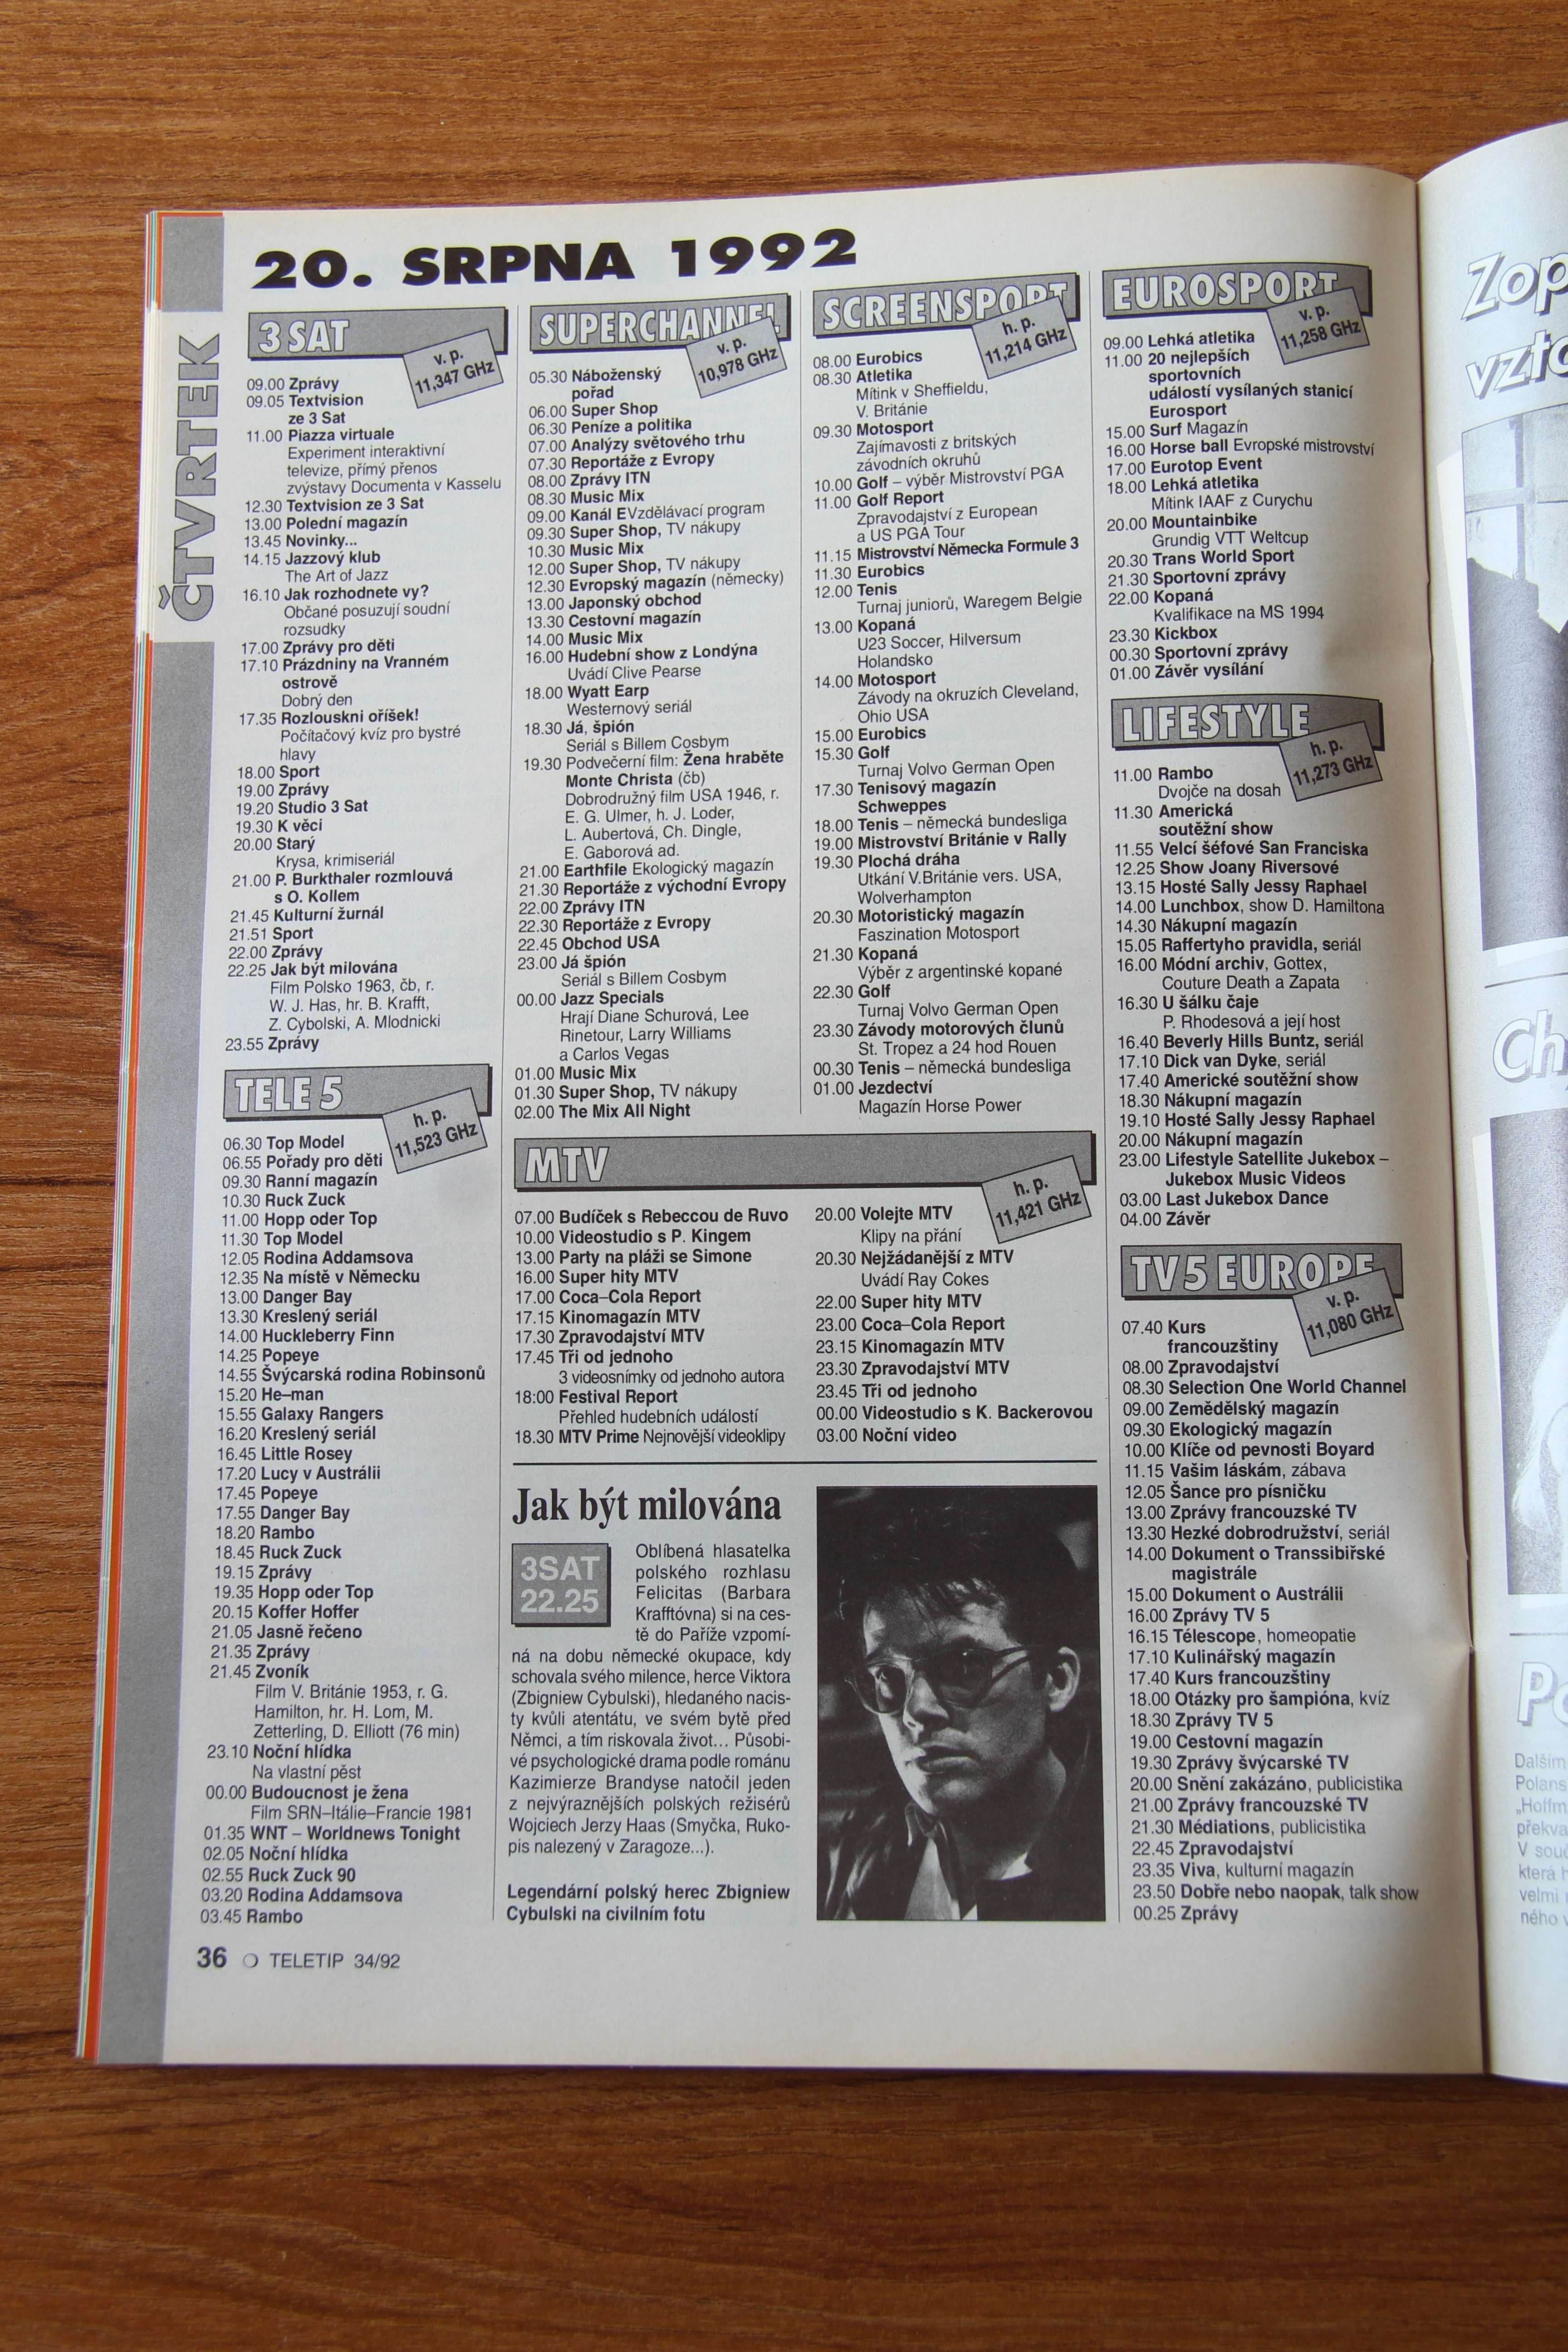 20. SRPNA 1992
ČTVRTEK
3 SAT
v. p.
11,347 GHz
09.00 Zprávy
09.05 Textvision
ze 3 Sat
11.00 Piazza virtuale
Experiment interaktivní
televize, přímý přenos
zvýstavy Documenta v Kasselu
12.30 Textvision ze 3 Sat
13.00 Polední magazín
13.45 Novinky...
14.15 Jazzový klub
The Art of Jazz
16.10 Jak rozhodnete vy?
Občané posuzují soudní
rozsudky
17.00 Zprávy pro děti
17.10 Prázdniny na Vranném
ostrově
Dobrý den
17.35 Rozlouskni oříšek!
Počítačový kvíz pro bystré
hlavy
18.00 Sport
19.00 Zprávy
19.20 Studio 3 Sat
19.30 K věci
20.00 Starý
Krysa, krimiseriál
21.00 P. Burkthaler rozmlouvá
s O. Kollem
21.45 Kulturní žurnál
21.51 Sport
22.00 Zprávy
22.25 Jak být milována
Film Polsko 1963, čb, r.
W. J. Has, hr. B. Krafft,
Z. Cybolski, A. Mlodnicki
23.55 Zprávy
TELE 5
h. p.
11,523 GHz
06.30 Top Model
06.55 Pořady pro děti
09.30 Ranní magazín
10.30 Ruck Zuck
11.00 Hopp oder Top
11.30 Top Model
12.05 Rodina Addamsova
12.35 Na místě v Německu
13.00 Danger Bay
13.30 Kreslený seriál
14.00 Huckleberry Finn
14.25 Popeye
14.55 Švýcarská rodina Robinsonů
15.20 He–man
15.55 Galaxy Rangers
16.20 Kreslený seriál
16.45 Little Rosey
17.20 Lucy v Austrálii
17.45 Popeye
17.55 Danger Bay
18.20 Rambo
18.45 Ruck Zuck
19.15 Zprávy
19.35 Hopp oder Top
20.15 Koffer Hoffer
21.05 Jasně řečeno
21.35 Zprávy
21.45 Zvoník
Film V. Británie 1953, r. G.
Hamilton, hr. H. Lom, M.
Zetterling, D. Elliott (76 min)
23.10 Noční hlídka
Na vlastní pěst
00.00 Budoucnost je žena
Film SRN–Itálie–Francie 1981
01.35 WNT – Worldnews Tonight
02.05 Noční hlídka
02.55 Ruck Zuck 90
03.20 Rodina Addamsova
03.45 Rambo
SUPERCHANNEL
v. p.
10,978 GHz
05.30 Náboženský
pořad
06.00 Super Shop
06.30 Peníze a politika
07.00 Analýzy světového trhu
07.30 Reportáže z Evropy
08.00 Zprávy ITN
08.30 Music Mix
09.00 Kanál EVzdělávací program
09.30 Super Shop, TV nákupy
10.30 Music Mix
12.00 Super Shop, TV nákupy
12.30 Evropský magazín (německy)
13.00 Japonský obchod
13.30 Cestovní magazín
14.00 Music Mix
16.00 Hudební show z Londýna
Uvádí Clive Pearse
18.00 Wyatt Earp
Westernový seriál
18.30 Já, špión
Seriál s Billem Cosbym
19.30 Podvečerní film: Žena hraběte
Monte Christa (čb)
Dobrodružný film USA 1946, r.
E. G. Ulmer, h. J. Loder,
L. Aubertová, Ch. Dingle,
E. Gaborová ad.
21.00 Earthfile Ekologický magazín
21.30 Reportáže z východní Evropy
22.00 Zprávy ITN
22.30 Reportáže z Evropy
22.45 Obchod USA
23.00 Já špión
Seriál s Billem Cosbym
00.00 Jazz Specials
Hrají Diane Schurová, Lee
Rinetour, Larry Williams
a Carlos Vegas
01.00 Music Mix
01.30 Super Shop, TV nákupy
02.00 The Mix All Night
SCREENSPORT
h. p.
11,214 GHz
08.00 Eurobics
08.30 Atletika
Mítink v Sheffieldu,
V. Británie
09.30 Motosport
Zajímavosti z britských
závodních okruhů
10.00 Golf – výběr Mistrovství PGA
11.00 Golf Report
Zpravodajství z European
a US PGA Tour
11.15 Mistrovství Německa Formule 3
11.30 Eurobics
12.00 Tenis
Turnaj juniorů, Waregem Belgie
13.00 Kopaná
U23 Soccer, Hilversum
Holandsko
14.00 Motosport
Závody na okruzích Cleveland,
Ohio USA
15.00 Eurobics
15.30 Golf
Turnaj Volvo German Open
17.30 Tenisový magazín
Schweppes
18.00 Tenis – německá bundesliga
19.00 Mistrovství Británie v Rally
19.30 Plochá dráha
Utkání V.Británie vers. USA,
Wolverhampton
20.30 Motoristický magazín
Faszination Motosport
21.30 Kopaná
Výběr z argentinské kopané
22.30 Golf
Turnaj Volvo German Open
23.30 Závody motorových člunů
St. Tropez a 24 hod Rouen
00.30 Tenis – německá bundesliga
01.00 Jezdectví
Magazín Horse Power
MTV
h. p.
11,421 GHz
07.00 Budíček s Rebeccou de Ruvo
10.00 Videostudio s P. Kingem
13.00 Party na pláži se Simone
16.00 Super hity MTV
17.00 Coca–Cola Report
17.15 Kinomagazín MTV
17.30 Zpravodajství MTV
17.45 Tři od jednoho
3 videosnímky od jednoho autora
18:00 Festival Report
Přehled hudebních událostí
18.30 MTV Prime Nejnovější videoklipy
20.00 Volejte MTV
Klipy na přání
20.30 Nejžádanější z MTV
Uvádí Ray Cokes
22.00 Super hity MTV
23.00 Coca–Cola Report
23.15 Kinomagazín MTV
23.30 Zpravodajství MTV
23.45 Tři od jednoho
00.00 Videostudio s K. Backerovou
03.00 Noční video
Jak být milována
3SAT
22.25
Oblíbená hlasatelka
polského rozhlasu
Felicitas (Barbara
Krafftóvna) si na ces-
tě do Paříže vzpomí-
ná na dobu německé okupace, kdy
schovala svého milence, herce Viktora
(Zbigniew Cybulski), hledaného nacis-
ty kvůli atentátu, ve svém bytě před
Němci, a tím riskovala život... Působi-
vé psychologické drama podle románu
Kazimierze Brandyse natočil jeden
z nejvýraznějších polských režisérů
Wojciech Jerzy Haas (Smyčka, Ruko-
pis nalezený v Zaragoze...).
Legendární polský herec Zbigniew
Cybulski na civilním fotu
EUROSPORT
v. p.
11,258 GHz
09.00 Lehká atletika
11.00 20 nejlepších
sportovních
událostí vysílaných stanicí
Eurosport
15.00 Surf Magazín
16.00 Horse ball Evropské mistrovství
17.00 Eurotop Event
18.00 Lehká atletika
Mítink IAAF z Curychu
20.00 Mountainbike
Grundig VTT Weltcup
20.30 Trans World Sport
21.30 Sportovní zprávy
22.00 Kopaná
Kvalifikace na MS 1994
23.30 Kickbox
00.30 Sportovní zprávy
01.00 Závěr vysílání
LIFESTYLE
h. p.
11,273 GHz
11.00 Rambo
Dvojče na dosah
11.30 Americká
soutěžní show
11.55 Velcí šéfové San Franciska
12.25 Show Joany Riversové
13.15 Hosté Sally Jessy Raphael
14.00 Lunchbox, show D. Hamiltona
14.30 Nákupní magazín
15.05 Raffertyho pravidla, seriál
16.00 Módní archiv, Gottex,
Couture Death a Zapata
16.30 U šálku čaje
P. Rhodesová a její host
16.40 Beverly Hills Buntz, seriál
17.10 Dick van Dyke, seriál
17.40 Americké soutěžní show
18.30 Nákupní magazín
19.10 Hosté Sally Jessy Raphael
20.00 Nákupní magazín
23.00 Lifestyle Satellite Jukebox –
Jukebox Music Videos
03.00 Last Jukebox Dance
04.00 Závěr
TV5 EUROPE
v. p.
11,080 GHz
07.40 Kurs
francouzštiny
08.00 Zpravodajství
08.30 Selection One World Channel
09.00 Zemědělský magazín
09.30 Ekologický magazín
10.00 Klíče od pevnosti Boyard
11.15 Vašim láskám, zábava
12.05 Šance pro písničku
13.00 Zprávy francouzské TV
13.30 Hezké dobrodružství, seriál
14.00 Dokument o Transsibiřské
magistrále
15.00 Dokument o Austrálii
16.00 Zprávy TV 5
16.15 Télescope, homeopatie
17.10 Kulinářský magazín
17.40 Kurs francouzštiny
18.00 Otázky pro šampióna, kvíz
18.30 Zprávy TV 5
19.00 Cestovní magazín
19.30 Zprávy švýcarské TV
20.00 Snění zakázáno, publicistika
21.00 Zprávy francouzské TV
21.30 Médiations, publicistika
22.45 Zpravodajství
23.35 Viva, kulturní magazín
23.50 Dobře nebo naopak, talk show
00.25 Zprávy
36 ❍ TELETIP 34/92
Zop
vzta
Ch
Po
Dalším
Polans
„Hoffm
překva
V souč
která h
velmi
ného v